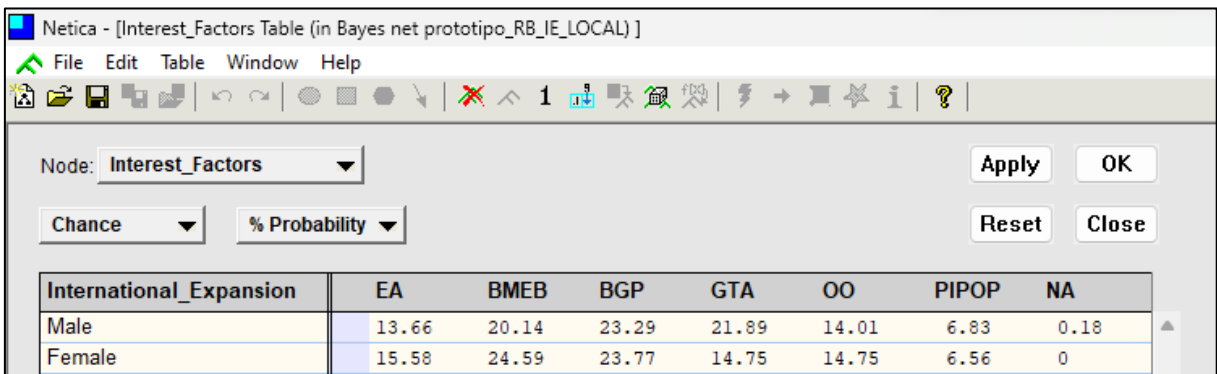 Netica - [Interest_Factors Table (in Bayes net prototipo_RB_IE_LOCAL) ]
File Edit Table Window Help
1 f(x) i ?
Node: Interest_Factors Apply OK
Chance % Probability Reset Close
International_Expansion EA BMEB BGP GTA OO PIPOP NA
Male 13.66 20.14 23.29 21.89 14.01 6.83 0.18
Female 15.58 24.59 23.77 14.75 14.75 6.56 0